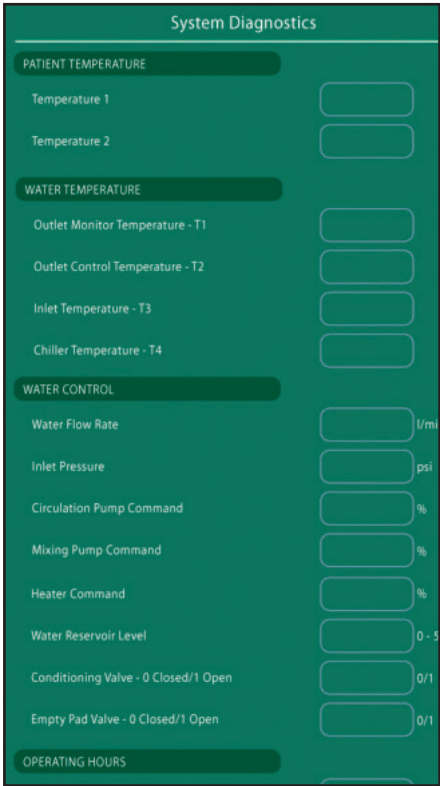 System Diagnostics
PATIENT TEMPERATURE
Temperature 1
Temperature 2
WATER TEMPERATURE
Outlet Monitor Temperature - T1
Outlet Control Temperature - T2
Inlet Temperature - T3
Chiller Temperature - T4
WATER CONTROL
Water Flow Rate l/mi
Inlet Pressure psi
Circulation Pump Command %
Mixing Pump Command %
Heater Command %
Water Reservoir Level 0 - 5
Conditioning Valve - 0 Closed/1 Open 0/1
Empty Pad Valve - 0 Closed/1 Open 0/1
OPERATING HOURS